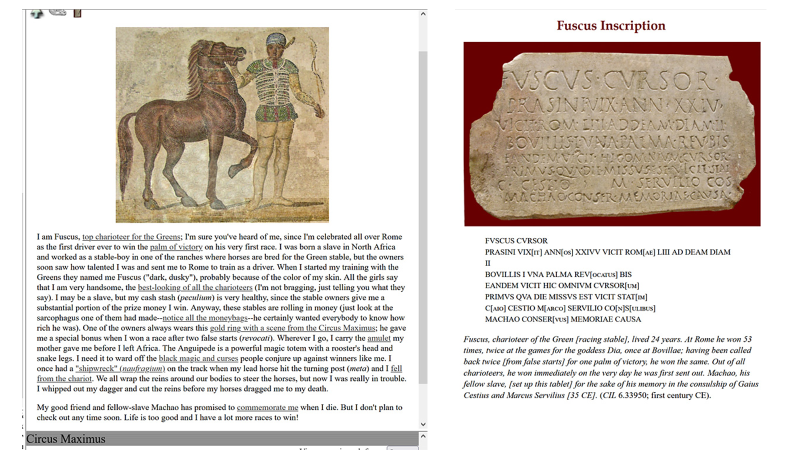 I am Fuscus, top charioteer for the Greens; I'm sure you've heard of me, since I'm celebrated all over Rome
as the first driver ever to win the palm of victory on his very first race. I was born a slave in North Africa
and worked as a stable-boy in one of the ranches where horses are bred for the Green stable, but the owners
soon saw how talented I was and sent me to Rome to train as a driver. When I started my training with the
Greens they named me Fuscus ("dark, dusky"), probably because of the color of my skin. All the girls say
that I am very handsome, the best-looking of all the charioteers (I'm not bragging, just telling you what they
say). I may be a slave, but my cash stash (peculium) is very healthy, since the stable owners give me a
substantial portion of the prize money I win. Anyway, these stables are rolling in money (just look at the
sarcophagus one of them had made--notice all the moneybags--he certainly wanted everybody to know how
rich he was). One of the owners always wears this gold ring with a scene from the Circus Maximus; he gave
me a special bonus when I won a race after two false starts (revocati). Wherever I go, I carry the amulet my
mother gave me before I left Africa. The Anguipede is a powerful magic totem with a rooster's head and
snake legs. I need it to ward off the black magic and curses people conjure up against winners like me. I
once had a "shipwreck" (naufragium) on the track when my lead horse hit the turning post (meta) and I fell
from the chariot. We all wrap the reins around our bodies to steer the horses, but now I was really in trouble.
I whipped out my dagger and cut the reins before my horses dragged me to my death.
My good friend and fellow-slave Machao has promised to commemorate me when I die. But I don't plan to
check out any time soon. Life is too good and I have a lot more races to win!
Circus Maximus
Fuscus Inscription
FVSCVS·CVRSOR·
FVSCVS CVRSOR
PRASINI VIX[IT] ANN[OS] XXIVV VICIT ROM[AE] LIII AD DEAM DIAM
II
BOVILLIS I VNA PALMA REV[OCATUS] BIS
EANDEM VICIT HIC OMNIVM CVRSOR[UM]
PRIMVS QVA DIE MISSVS EST VICIT STAT[IM]
C[AIO] CESTIO M[ARCO] SERVILIO CO[N]S[ULIBUS]
MACHAO CONSER[VUS] MEMORIAE CAUSA
Fuscus, charioteer of the Green [racing stable], lived 24 years. At Rome he won 53
times, twice at the games for the goddess Dia, once at Bovillae; having been called
back twice [from false starts] for one palm of victory, he won the same. Out of all
charioteers, he won immediately on the very day he was first sent out. Machao, his
fellow slave, [set up this tablet] for the sake of his memory in the consulship of Gaius
Cestius and Marcus Servilius [35 CE]. (CIL 6.33950; first century CE).